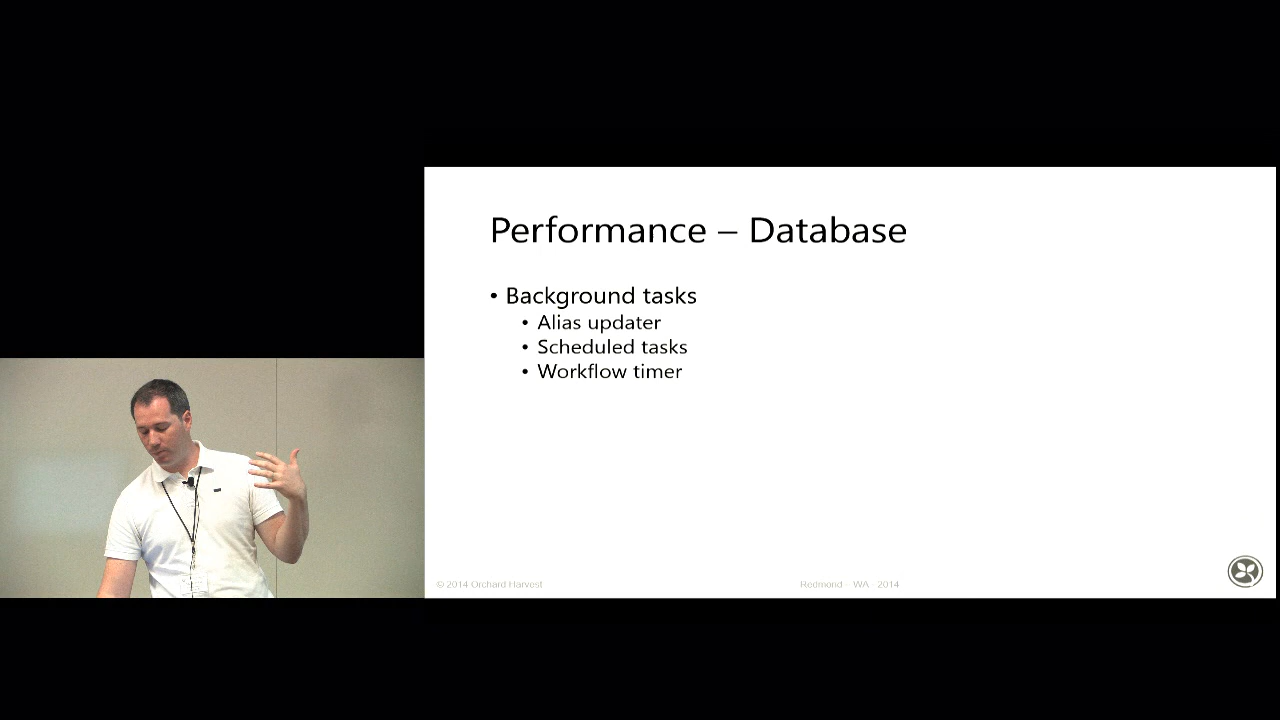 Performance – Database
• Background tasks
• Alias updater
• Scheduled tasks
• Workflow timer
© 2014 Orchard Harvest
Redmond - WA - 2014